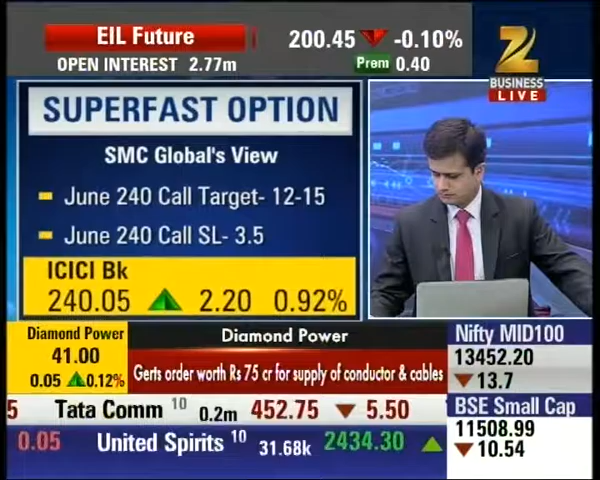 EIL Future
200.45 -0.10%
OPEN INTEREST 2.77m
Prem 0.40
Z
BUSINESS
LIVE
SUPERFAST OPTION
SMC Global's View
June 240 Call Target- 12-15
June 240 Call SL- 3.5
ICICI Bk
240.05 2.20 0.92%
Diamond Power
41.00
0.05 0.12%
Diamond Power
Gerts order worth Rs 75 cr for supply of conductor & cables
Nifty MID100
13452.20
13.7
5 Tata Comm 10 0.2m 452.75 5.50
BSE Small Cap
11508.99
10.54
0.05 United Spirits 10 31.68k 2434.30